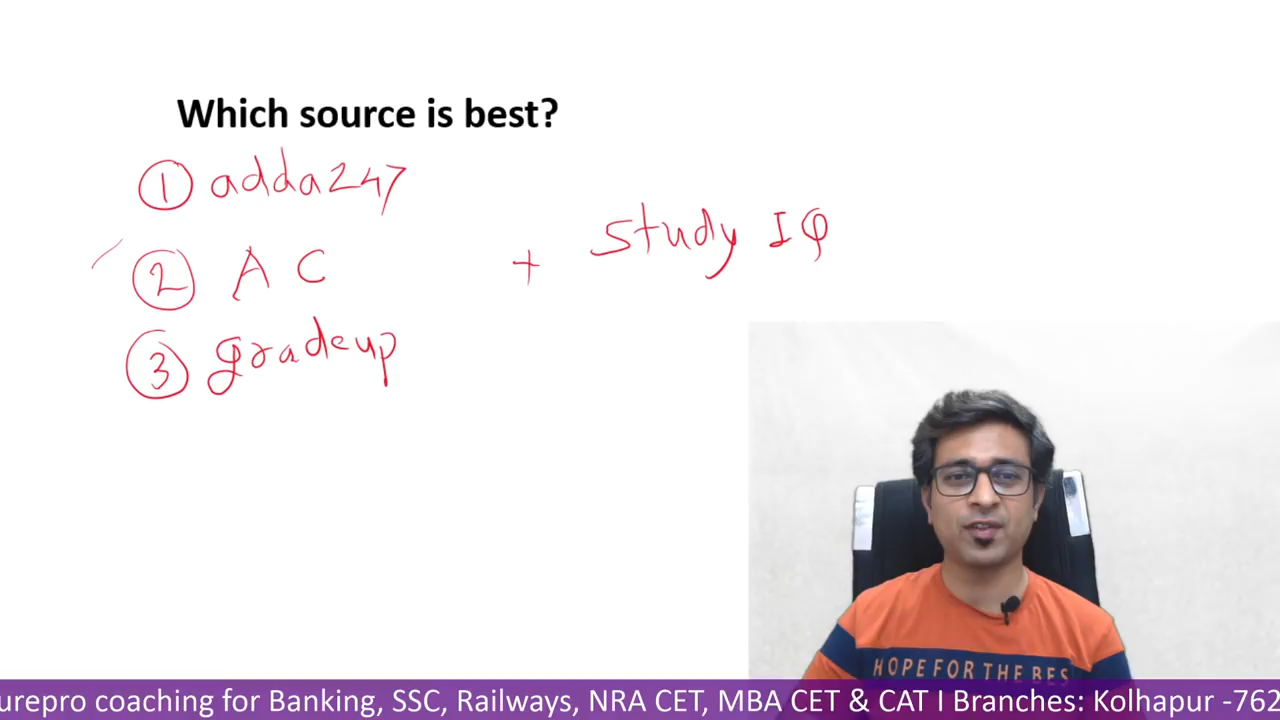 Which source is best?
① adda247
② A C
+ Study IQ
③ gradeup
HOPE FOR THE BES
urepro coaching for Banking, SSC, Railways, NRA CET, MBA CET & CAT I Branches: Kolhapur -762